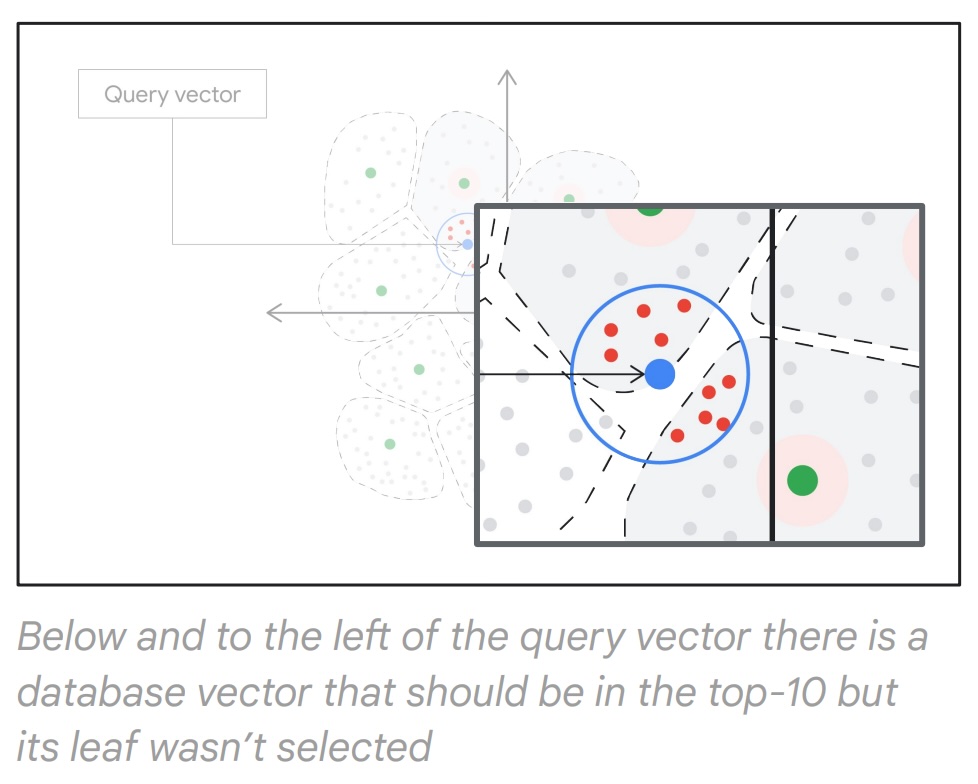 Query vector
Below and to the left of the query vector there is a
database vector that should be in the top-10 but
its leaf wasn’t selected